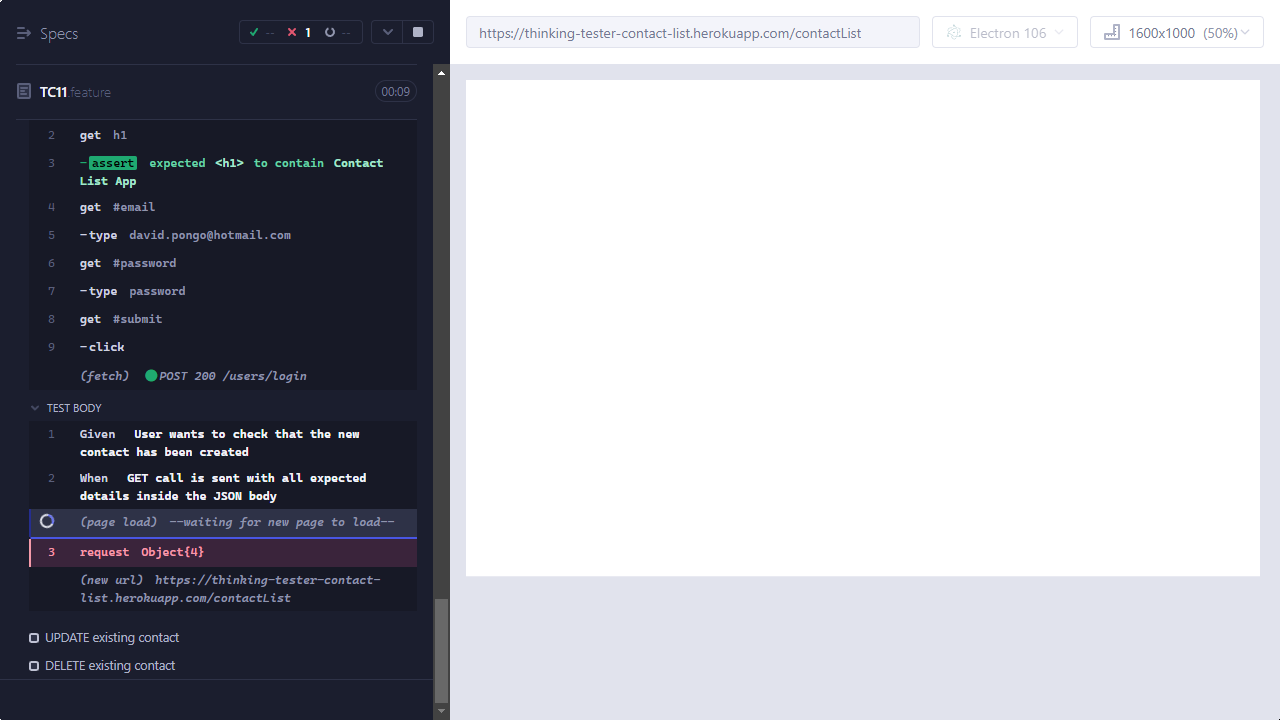 Specs
-- 1 --
https://thinking-tester-contact-list.herokuapp.com/contactList
Electron 106
1600x1000 (50%)
TC11.feature
00:09
2 get h1
3 -assert expected <h1> to contain Contact
List App
4 get #email
5 -type david.pongo@hotmail.com
6 get #password
7 -type password
8 get #submit
9 -click
(fetch) POST 200 /users/login
TEST BODY
1 Given User wants to check that the new
contact has been created
2 When GET call is sent with all expected
details inside the JSON body
(page load) --waiting for new page to load--
3 request Object{4}
(new url) https://thinking-tester-contact-
list.herokuapp.com/contactList
UPDATE existing contact
DELETE existing contact